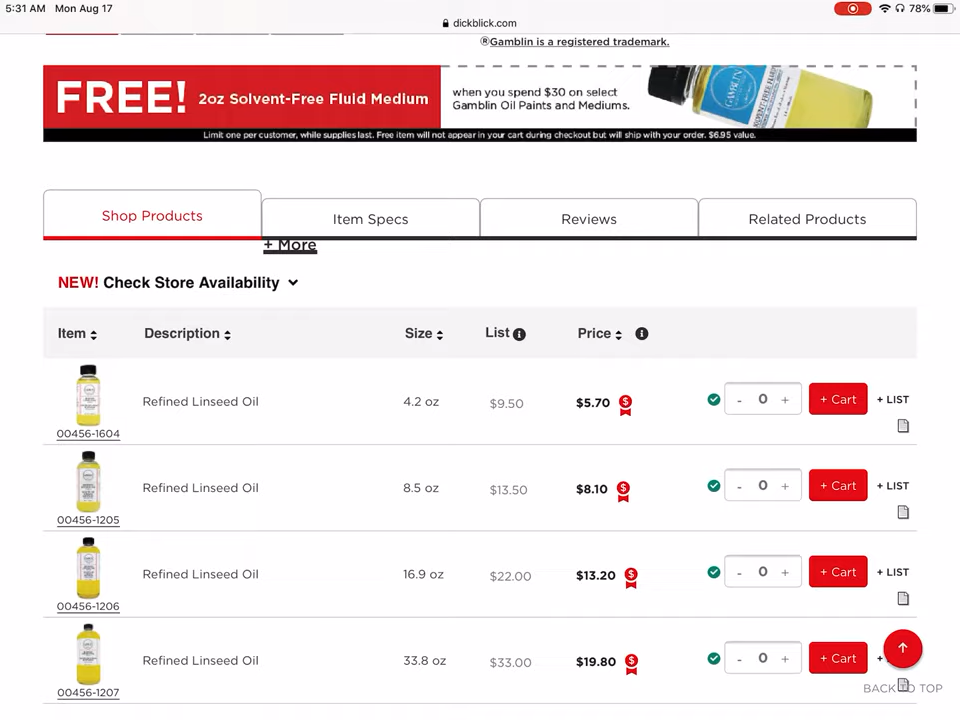 5:31 AM Mon Aug 17
78%
dickblick.com
®Gamblin is a registered trademark.
FREE! 2oz Solvent-Free Fluid Medium
when you spend $30 on select
Gamblin Oil Paints and Mediums.
GAMBLIN
Limit one per customer, while supplies last. Free item will not appear in your cart during checkout but will ship with your order. $6.95 value.
Shop Products Item Specs Reviews Related Products
+ More
NEW! Check Store Availability
Item Description Size List Price
Refined Linseed Oil 4.2 oz $9.50 $5.70 - 0 + + Cart + LIST
00456-1604
Refined Linseed Oil 8.5 oz $13.50 $8.10 - 0 + + Cart + LIST
00456-1205
Refined Linseed Oil 16.9 oz $22.00 $13.20 - 0 + + Cart + LIST
00456-1206
Refined Linseed Oil 33.8 oz $33.00 $19.80 - 0 + + Cart +
00456-1207
BACK TO TOP